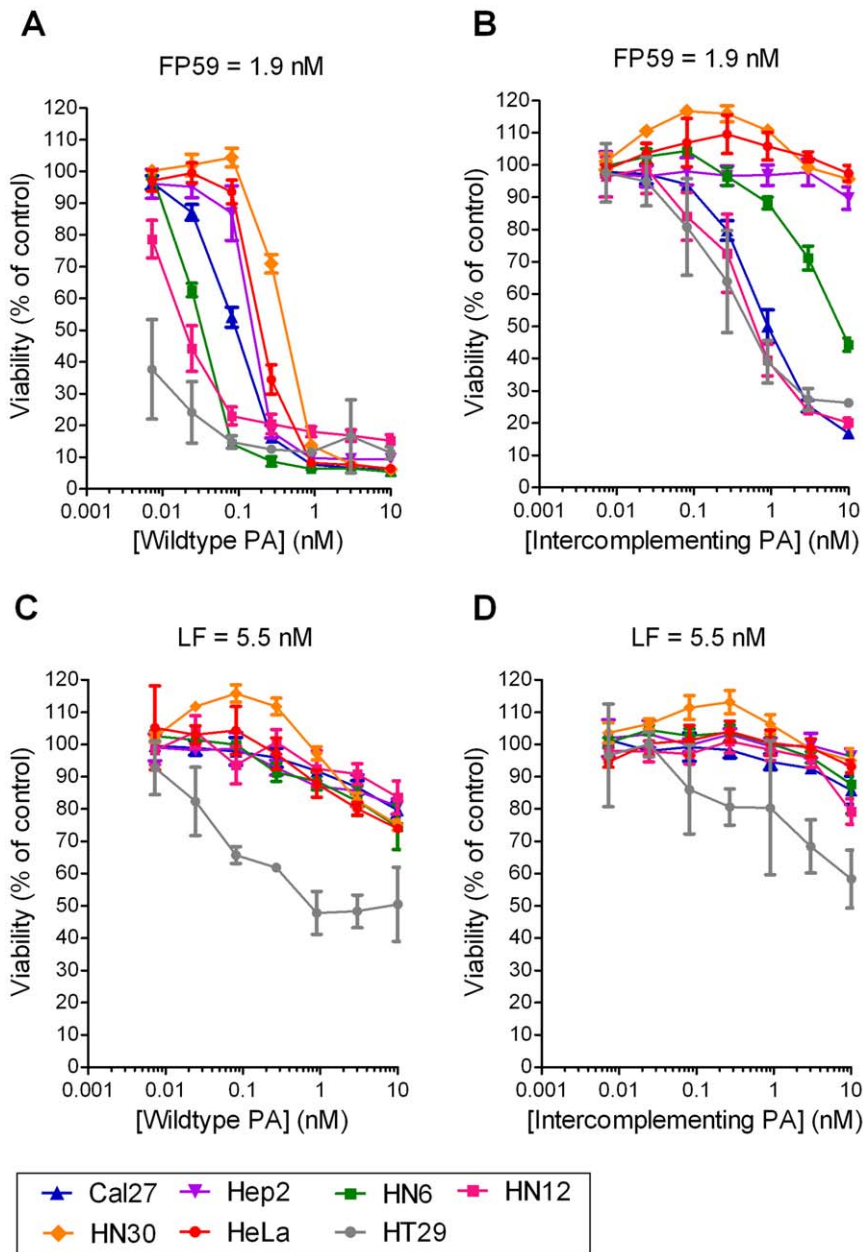 A
FP59 = 1.9 nM
Viability (% of control)
120
110
100
90
80
70
60
50
40
30
20
10
0
0.001 0.01 0.1 1 10
[Wildtype PA] (nM)
B
FP59 = 1.9 nM
Viability (% of control)
120
110
100
90
80
70
60
50
40
30
20
10
0
0.001 0.01 0.1 1 10
[Intercomplementing PA] (nM)
C
LF = 5.5 nM
Viability (% of control)
120
110
100
90
80
70
60
50
40
30
20
10
0
0.001 0.01 0.1 1 10
[Wildtype PA] (nM)
D
LF = 5.5 nM
Viability (% of control)
120
110
100
90
80
70
60
50
40
30
20
10
0
0.001 0.01 0.1 1 10
[Intercomplementing PA] (nM)
Cal27 Hep2 HN6 HN12
HN30 HeLa HT29